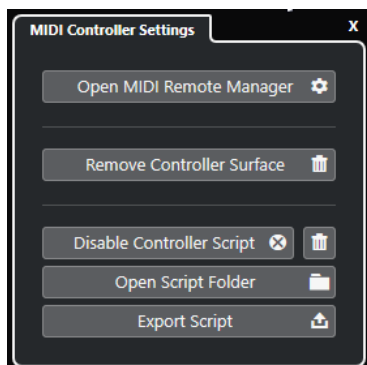 MIDI Controller Settings
x
Open MIDI Remote Manager
Remove Controller Surface
Disable Controller Script
Open Script Folder
Export Script